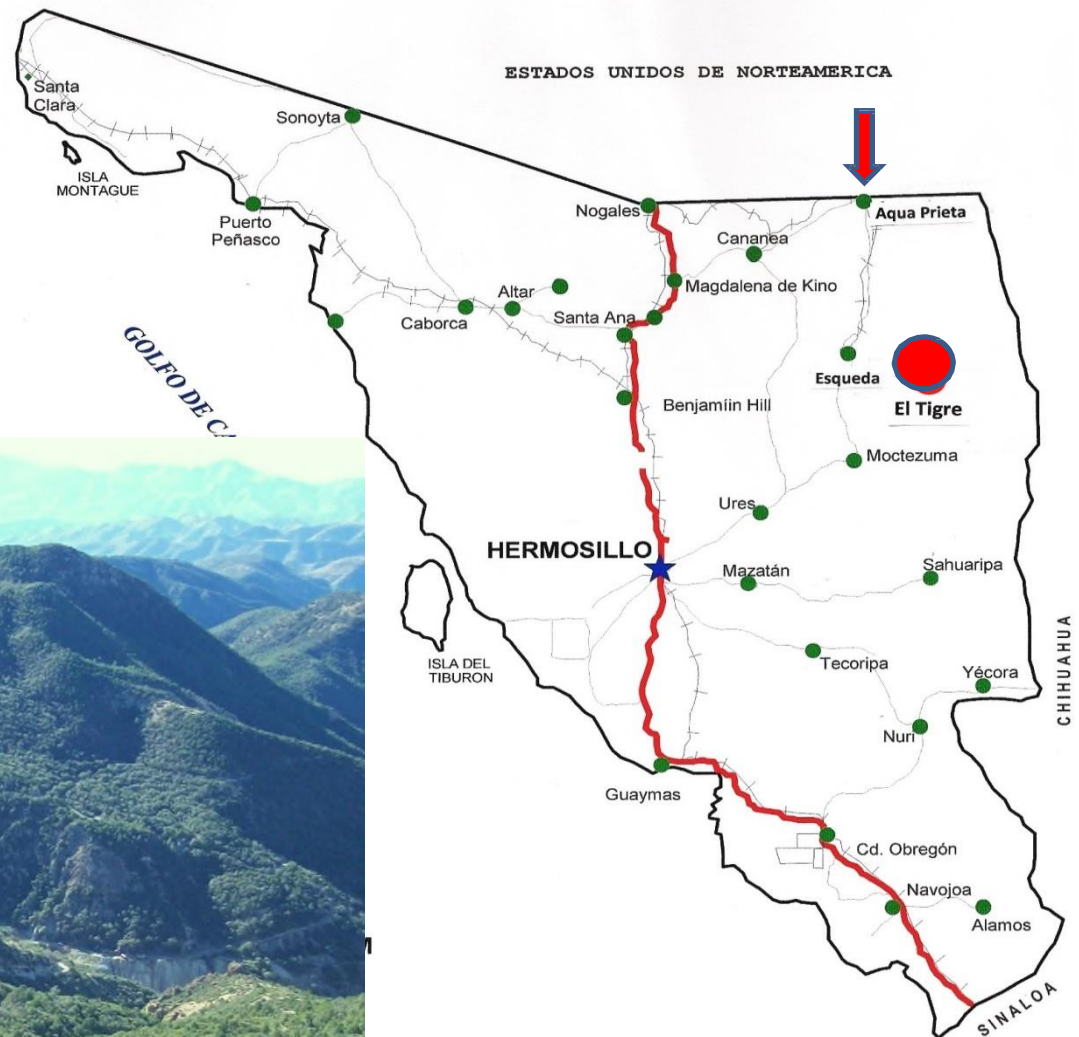 ESTADOS UNIDOS DE NORTEAMERICA
Santa
Clara
Sonoyta
ISLA
MONTAGUE
Puerto
Peñasco
Nogales
Aqua Prieta
Cananea
Magdalena de Kino
Altar
Caborca
Santa Ana
GOLFO DE
Esqueda
El Tigre
Benjamíin Hill
Moctezuma
Ures
HERMOSILLO
Mazatán
Sahuaripa
ISLA DEL
TIBURON
Tecoripa
Yécora
CHIHUAHUA
Nuri
Guaymas
Cd. Obregón
Navojoa
Alamos
SINALOA